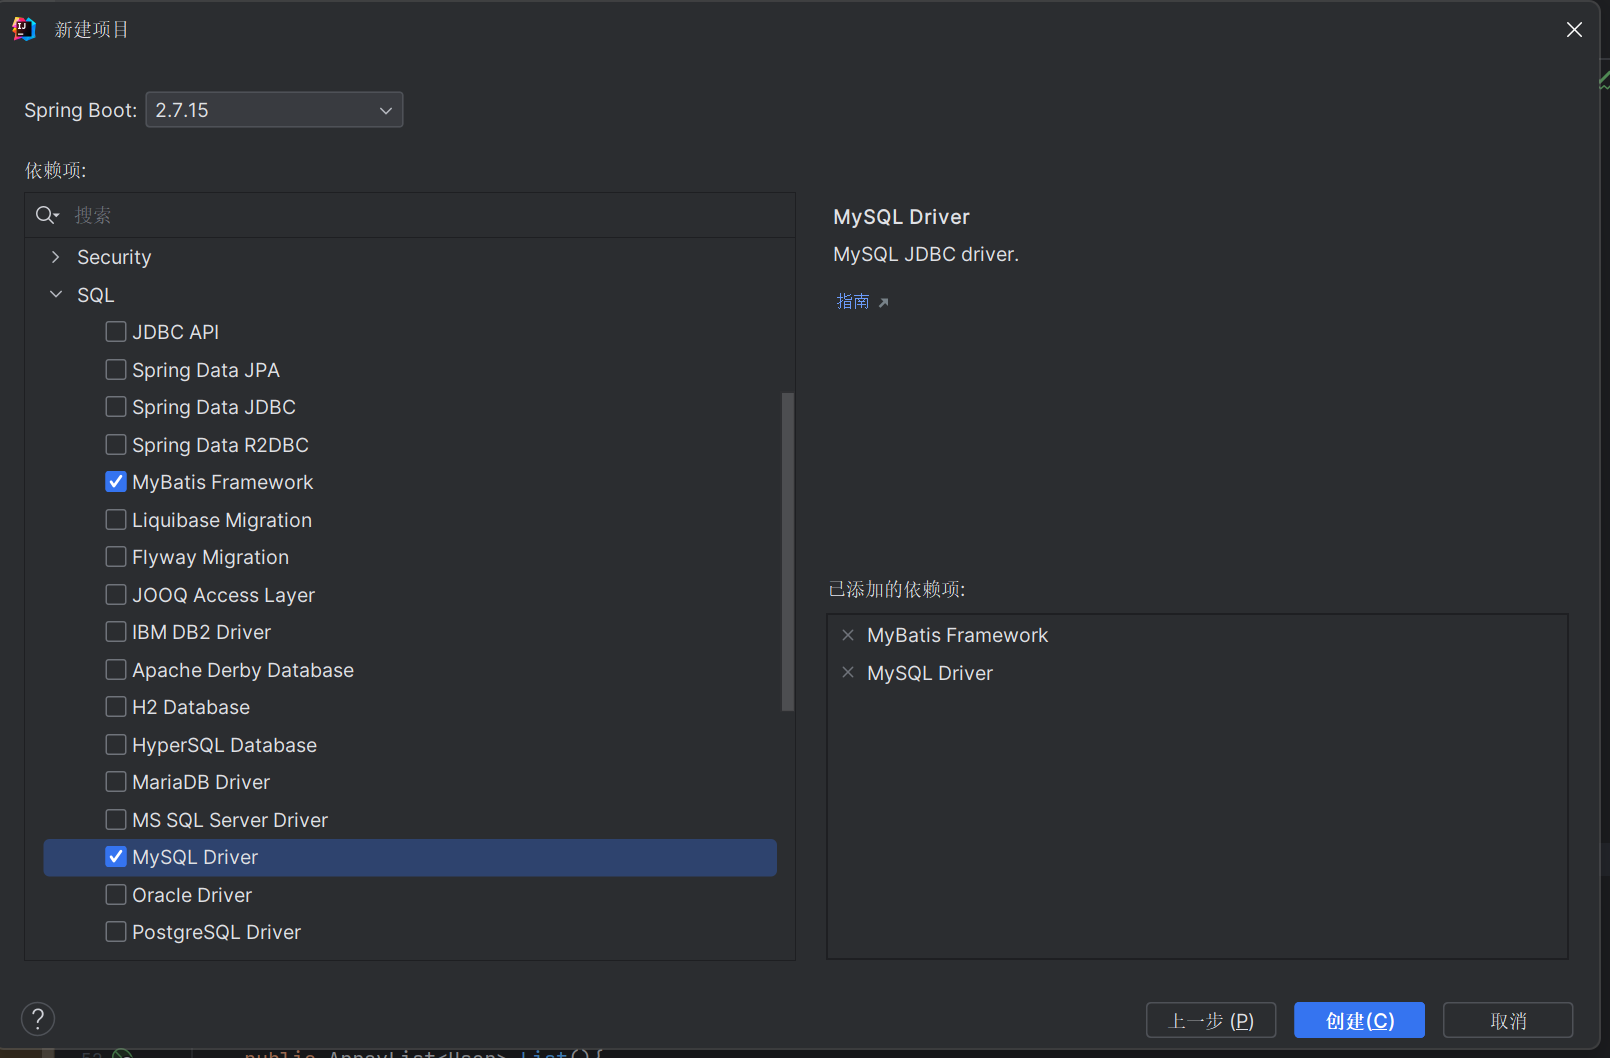 新建项目
Spring Boot: 2.7.15
依赖项:
搜索
Security
SQL
JDBC API
Spring Data JPA
Spring Data JDBC
Spring Data R2DBC
MyBatis Framework
Liquibase Migration
Flyway Migration
JOOQ Access Layer
IBM DB2 Driver
Apache Derby Database
H2 Database
HyperSQL Database
MariaDB Driver
MS SQL Server Driver
MySQL Driver
Oracle Driver
PostgreSQL Driver
MySQL Driver
MySQL JDBC driver.
指南
已添加的依赖项:
MyBatis Framework
MySQL Driver
?
上一步 (P)
创建(C)
取消
public ArrayList<User> List(){